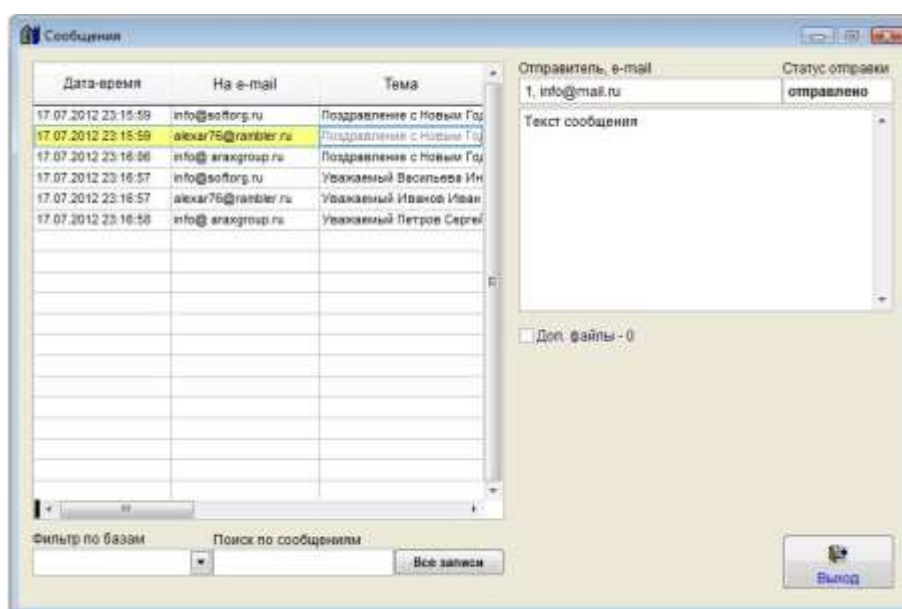 Сообщения
Дата-время На e-mail Тема
17.07.2012 23:15:59 info@softorg.ru Поздравление с Новым Год
17.07.2012 23:15:59 alexar76@rambler.ru Поздравление с Новым Год
17.07.2012 23:16:06 info@ araxgroup.ru Поздравление с Новым Год
17.07.2012 23:16:57 info@softorg.ru Уважаемый Васильева Ин
17.07.2012 23:16:57 alexar76@rambler.ru Уважаемый Иванов Иван
17.07.2012 23:16:58 info@ araxgroup.ru Уважаемый Петров Сергей
Отправитель, e-mail Статус отправки
1, info@mail.ru отправлено
Текст сообщения
Доп. файлы - 0
Фильтр по базам Поиск по сообщениям
Все записи
Выход